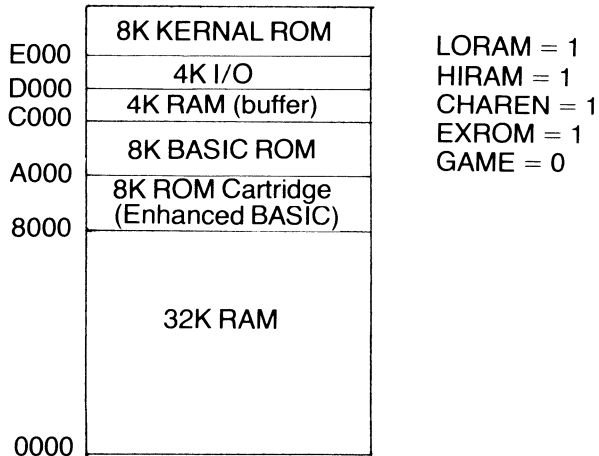 8K KERNAL ROM
E000
4K I/O
D000
4K RAM (buffer)
C000
8K BASIC ROM
A000
8K ROM Cartridge
(Enhanced BASIC)
8000
32K RAM
0000
LORAM = 1
HIRAM = 1
CHAREN = 1
EXROM = 1
GAME = 0